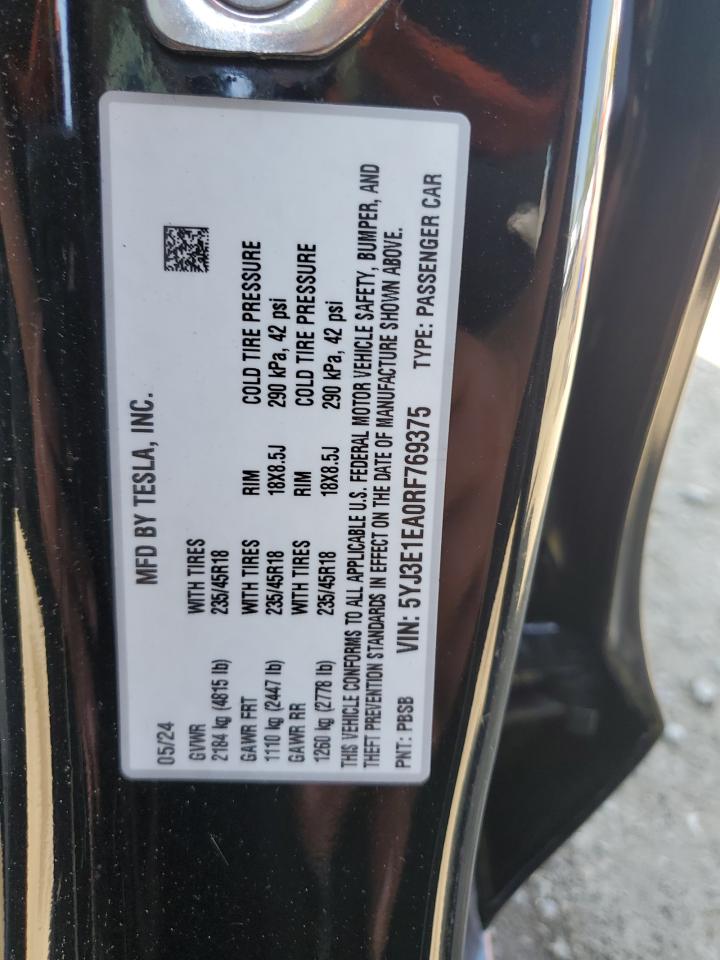 MFD BY TESLA, INC.
05/24
GVWR WITH TIRES
2184 kg (4815 lb) 235/45R18
GAWR FRT WITH TIRES RIM COLD TIRE PRESSURE
1110 kg (2447 lb) 235/45R18 18X8.5J 290 kPa, 42 psi
GAWR RR WITH TIRES RIM COLD TIRE PRESSURE
1260 kg (2778 lb) 235/45R18 18X8.5J 290 kPa, 42 psi
THIS VEHICLE CONFORMS TO ALL APPLICABLE U.S. FEDERAL MOTOR VEHICLE SAFETY, BUMPER, AND
THEFT PREVENTION STANDARDS IN EFFECT ON THE DATE OF MANUFACTURE SHOWN ABOVE.
PNT: PBSB VIN: 5YJ3E1EA0RF769375 TYPE: PASSENGER CAR